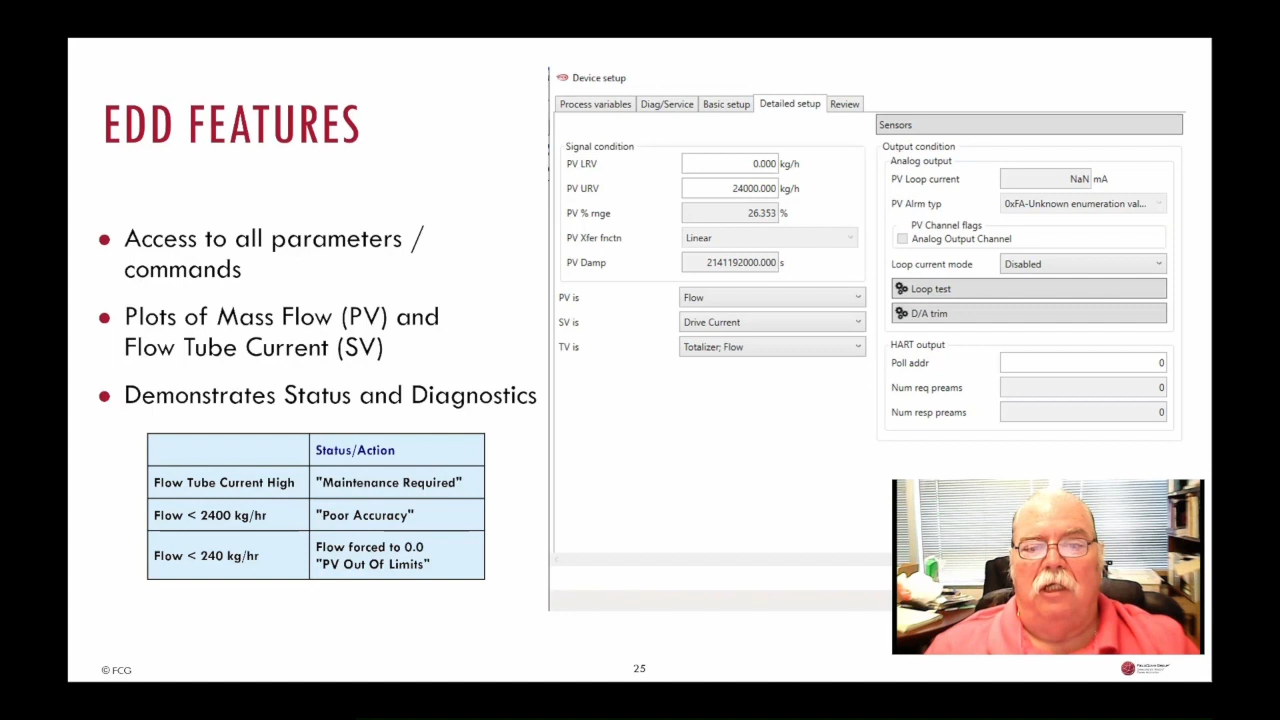 EDD FEATURES
Access to all parameters /
commands
Plots of Mass Flow (PV) and
Flow Tube Current (SV)
Demonstrates Status and Diagnostics
Status/Action
Flow Tube Current High "Maintenance Required"
Flow < 2400 kg/hr "Poor Accuracy"
Flow < 240 kg/hr Flow forced to 0.0
"PV Out Of Limits"
Device setup
Process variables Diag/Service Basic setup Detailed setup Review
Signal condition
PV LRV 0.000 kg/h
PV URV 24000.000 kg/h
PV % rnge 26.353 %
PV Xfer fnctn Linear
PV Damp 2141192000.000 s
PV is Flow
SV is Drive Current
TV is Totalizer; Flow
Sensors
Output condition
Analog output
PV Loop current NaN mA
PV Alrm typ 0xFA-Unknown enumeration val...
PV Channel flags
Analog Output Channel
Loop current mode Disabled
Loop test
D/A trim
HART output
Poll addr 0
Num req preams 0
Num resp preams 0
© FCG
25
FieldComm Group